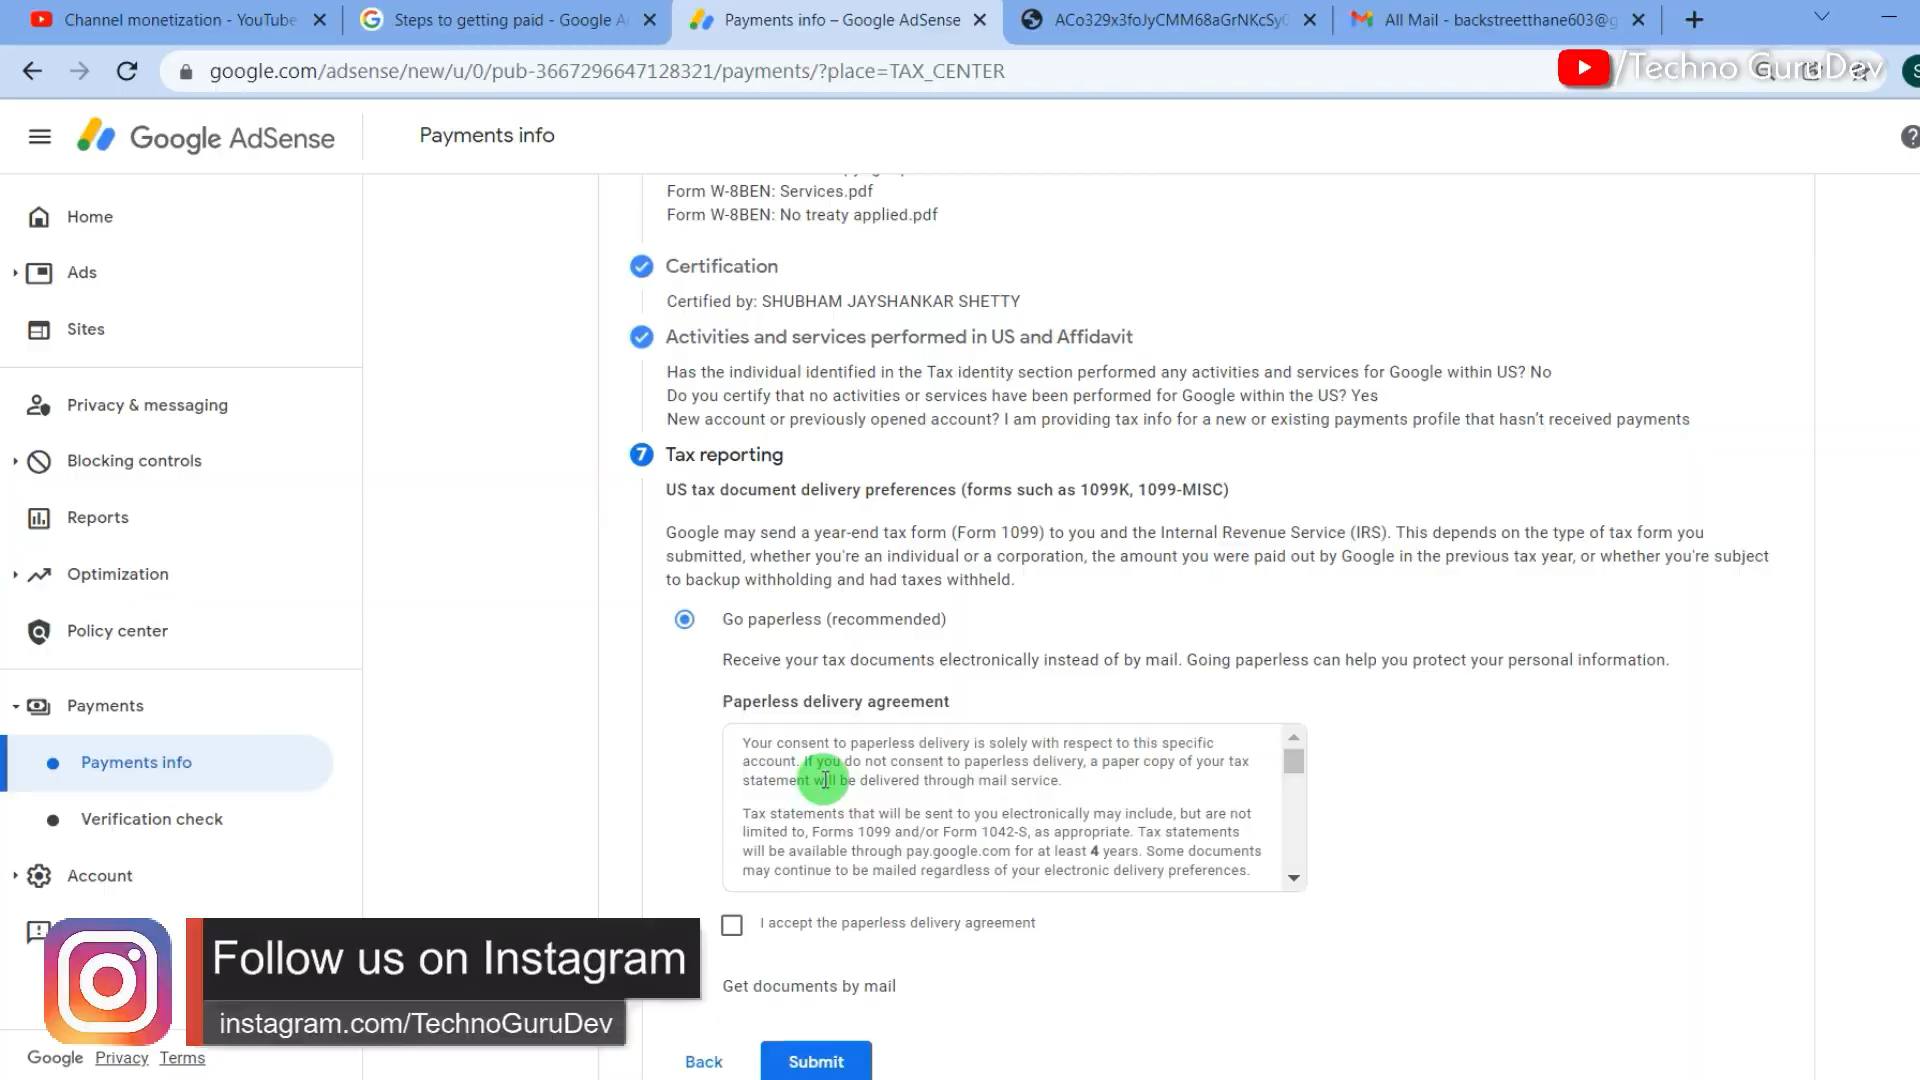 Channel monetization - YouTube
Steps to getting paid - Google A
Payments info – Google AdSense
ACo329x3foJyCMM68aGrNKcSy
All Mail - backstreetthane603@g
google.com/adsense/new/u/0/pub-3667296647128321/payments/?place=TAX_CENTER
/Techno GuruDev
Google AdSense
Payments info
Home
Ads
Sites
Privacy & messaging
Blocking controls
Reports
Optimization
Policy center
Payments
Payments info
Verification check
Account
Google Privacy Terms
Form W-8BEN: Services.pdf
Form W-8BEN: No treaty applied.pdf
Certification
Certified by: SHUBHAM JAYSHANKAR SHETTY
Activities and services performed in US and Affidavit
Has the individual identified in the Tax identity section performed any activities and services for Google within US? No
Do you certify that no activities or services have been performed for Google within the US? Yes
New account or previously opened account? I am providing tax info for a new or existing payments profile that hasn't received payments
7 Tax reporting
US tax document delivery preferences (forms such as 1099K, 1099-MISC)
Google may send a year-end tax form (Form 1099) to you and the Internal Revenue Service (IRS). This depends on the type of tax form you
submitted, whether you're an individual or a corporation, the amount you were paid out by Google in the previous tax year, or whether you're subject
to backup withholding and had taxes withheld.
Go paperless (recommended)
Receive your tax documents electronically instead of by mail. Going paperless can help you protect your personal information.
Paperless delivery agreement
Your consent to paperless delivery is solely with respect to this specific
account. If you do not consent to paperless delivery, a paper copy of your tax
statement will be delivered through mail service.
Tax statements that will be sent to you electronically may include, but are not
limited to, Forms 1099 and/or Form 1042-S, as appropriate. Tax statements
will be available through pay.google.com for at least 4 years. Some documents
may continue to be mailed regardless of your electronic delivery preferences.
I accept the paperless delivery agreement
Get documents by mail
Back
Submit
Follow us on Instagram
instagram.com/TechnoGuruDev